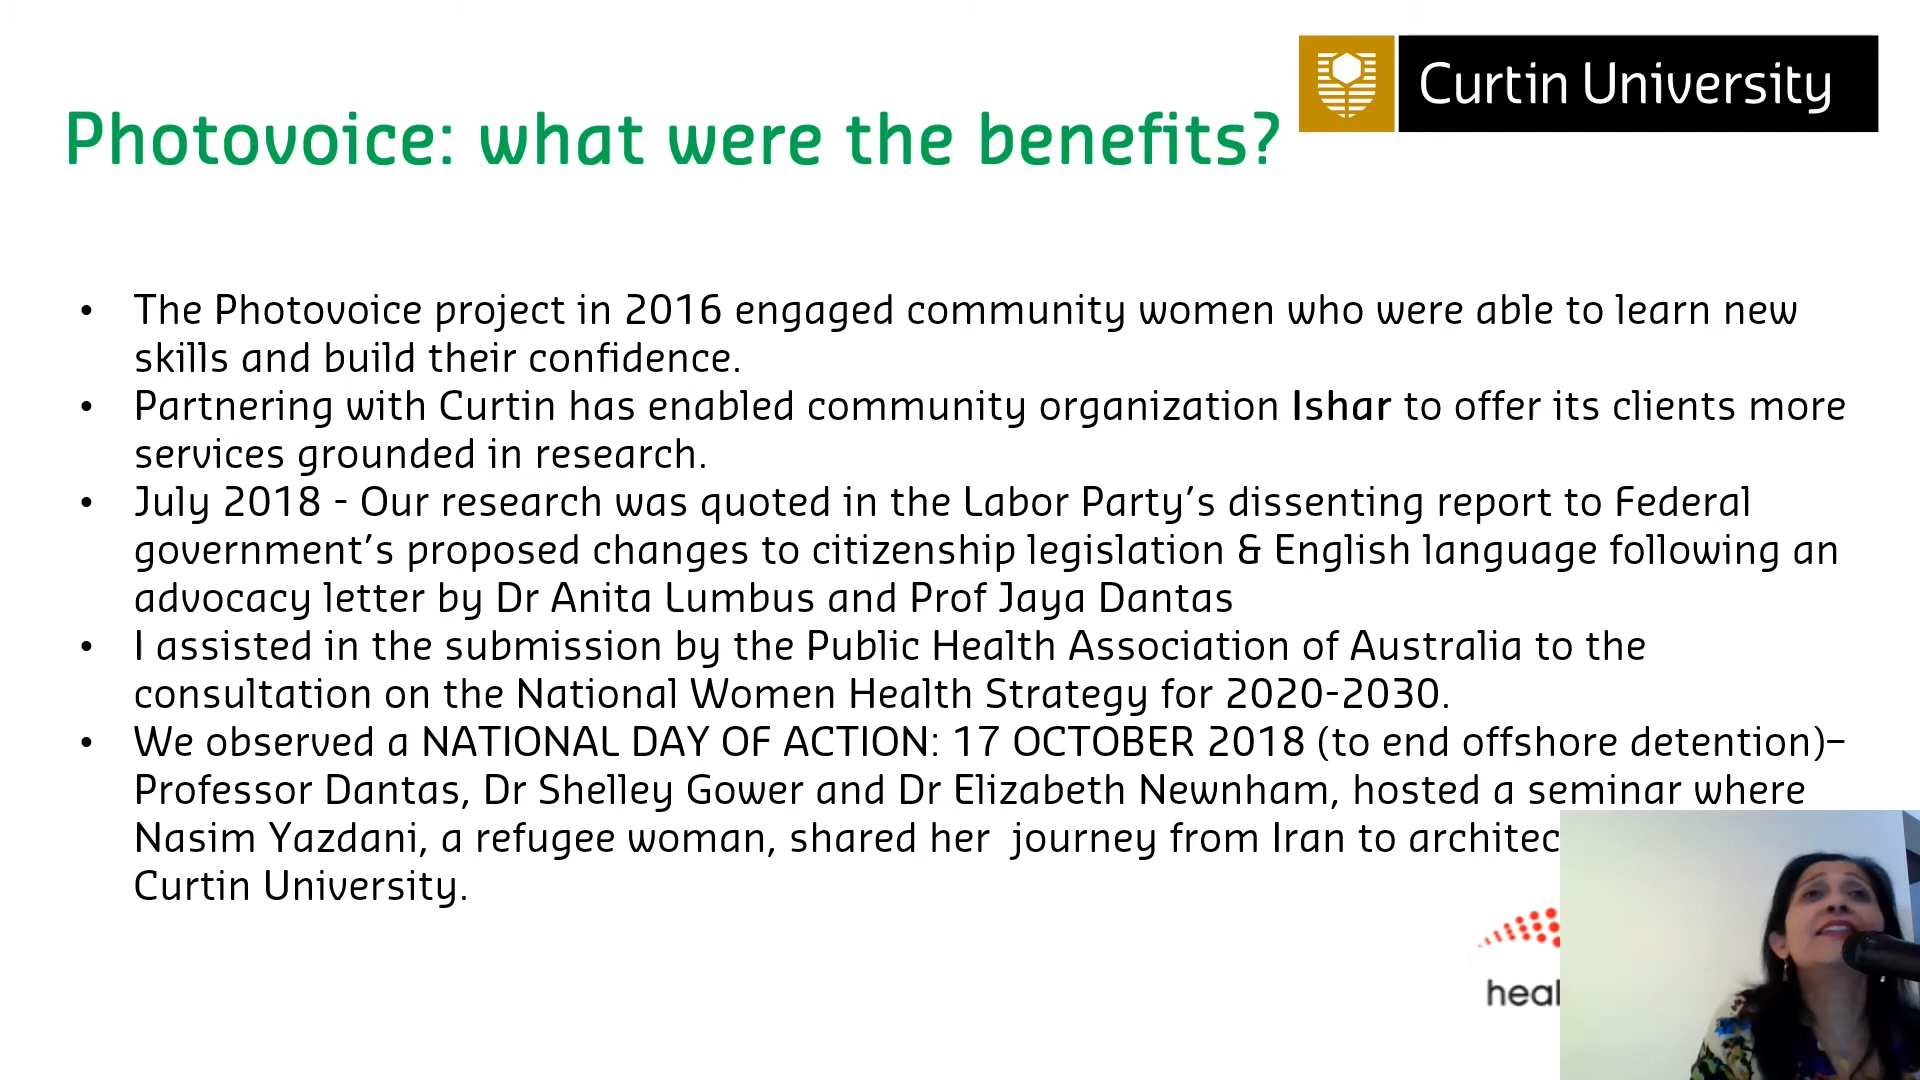 Curtin University
Photovoice: what were the benefits?
• The Photovoice project in 2016 engaged community women who were able to learn new
skills and build their confidence.
• Partnering with Curtin has enabled community organization Ishar to offer its clients more
services grounded in research.
• July 2018 - Our research was quoted in the Labor Party’s dissenting report to Federal
government’s proposed changes to citizenship legislation & English language following an
advocacy letter by Dr Anita Lumbus and Prof Jaya Dantas
• I assisted in the submission by the Public Health Association of Australia to the
consultation on the National Women Health Strategy for 2020-2030.
• We observed a NATIONAL DAY OF ACTION: 17 OCTOBER 2018 (to end offshore detention)–
Professor Dantas, Dr Shelley Gower and Dr Elizabeth Newnham, hosted a seminar where
Nasim Yazdani, a refugee woman, shared her journey from Iran to
Curtin University.